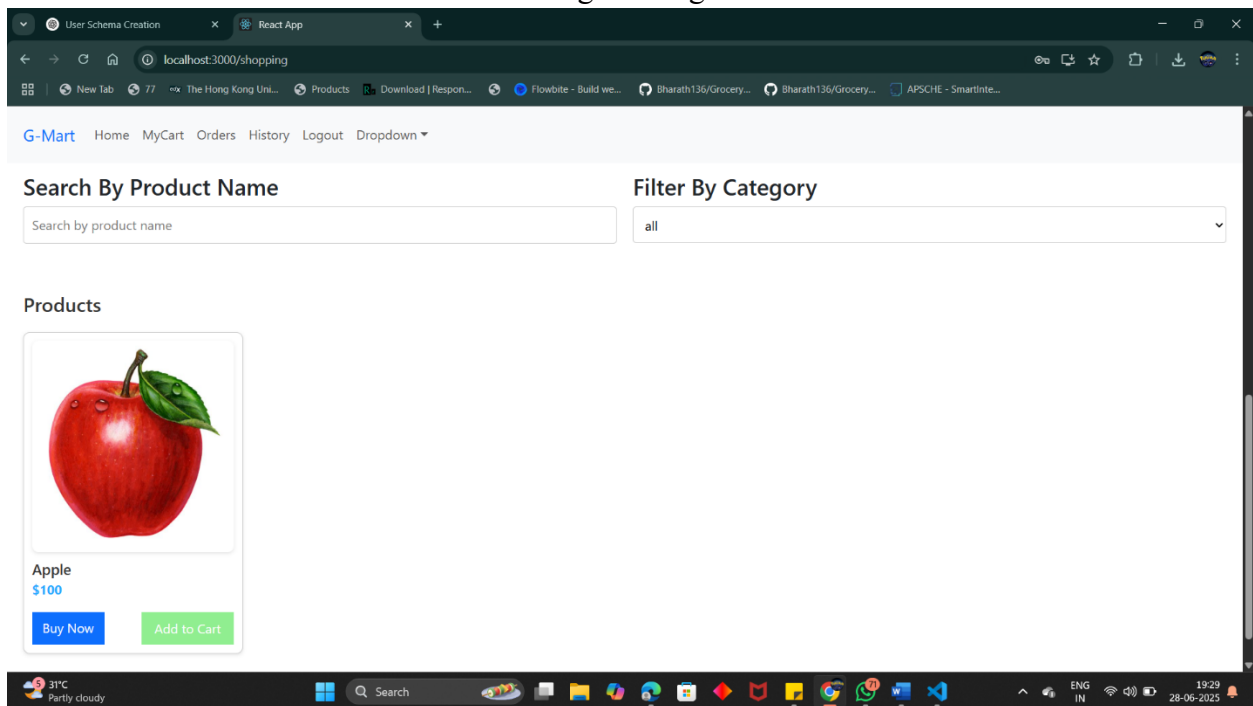 User Schema Creation
React App
localhost:3000/shopping
New Tab
77
The Hong Kong Uni...
Products
Download | Respon...
Flowbite - Build we...
Bharath136/Grocery...
Bharath136/Grocery...
APSCHE - SmartInte...
G-Mart Home MyCart Orders History Logout Dropdown
Search By Product Name
Search by product name
Filter By Category
all
Products
Apple
$100
Buy Now
Add to Cart
5
31°C
Partly cloudy
Search
71
ENG
IN
19:29
28-06-2025